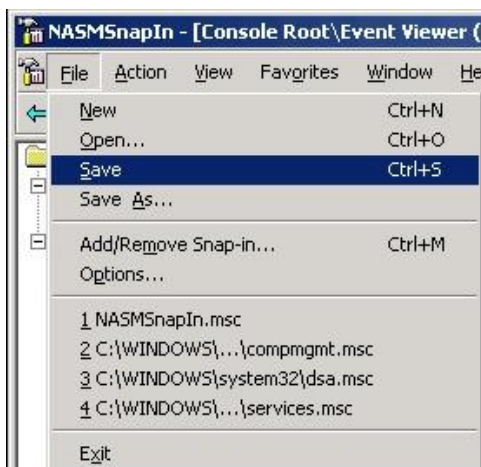 NASMSnapIn - [Console Root\Event Viewer (
File Action View Favorites Window He
New Ctrl+N
Open... Ctrl+O
Save Ctrl+S
Save As...
Add/Remove Snap-in... Ctrl+M
Options...
1 NASMSnapIn.msc
2 C:\WINDOWS\...\compmgmt.msc
3 C:\WINDOWS\system32\dsa.msc
4 C:\WINDOWS\...\services.msc
Exit